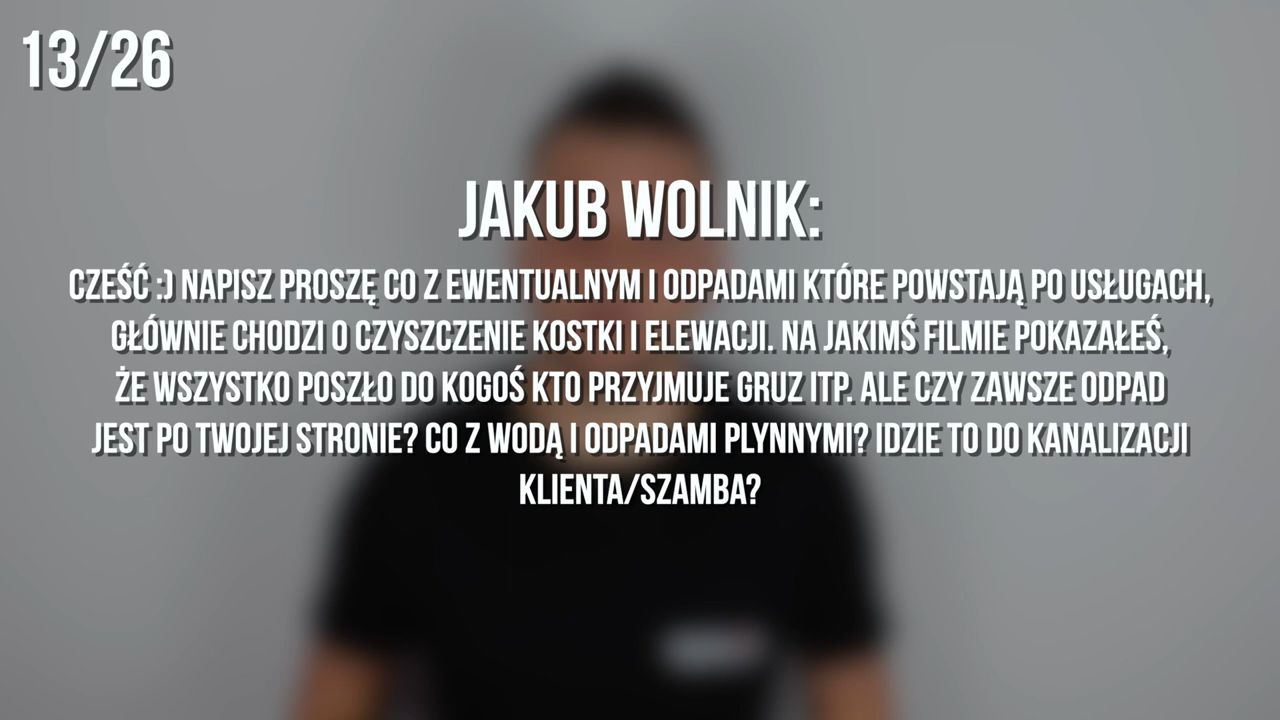 13/26
JAKUB WOLNIK:
CZEŚĆ :) NAPISZ PROSZĘ CO Z EWENTUALNYM I ODPADAMI KTÓRE POWSTAJĄ PO USŁUGACH,
GŁÓWNIE CHODZI O CZYSZCZENIE KOSTKI I ELEWACJI. NA JAKIMŚ FILMIE POKAZAŁEŚ,
ŻE WSZYSTKO POSZŁO DO KOGOŚ KTO PRZYJMUJE GRUZ ITP. ALE CZY ZAWSZE ODPAD
JEST PO TWOJEJ STRONIE? CO Z WODĄ I ODPADAMI PLYNNYMI? IDZIE TO DO KANALIZACJI
KLIENTA/SZAMBA?